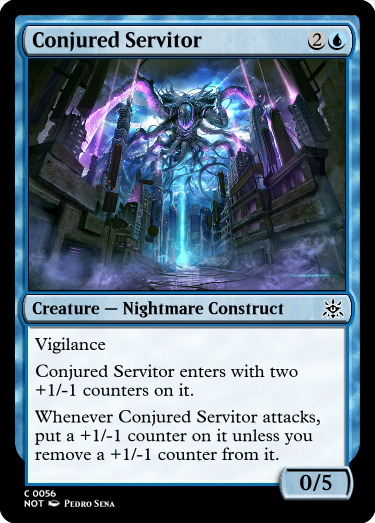 Conjured Servitor 2
Creature — Nightmare Construct
Vigilance
Conjured Servitor enters with two
+1/-1 counters on it.
Whenever Conjured Servitor attacks,
put a +1/-1 counter on it unless you
remove a +1/-1 counter from it.
0/5
C 0056
NOT Pedro Sena